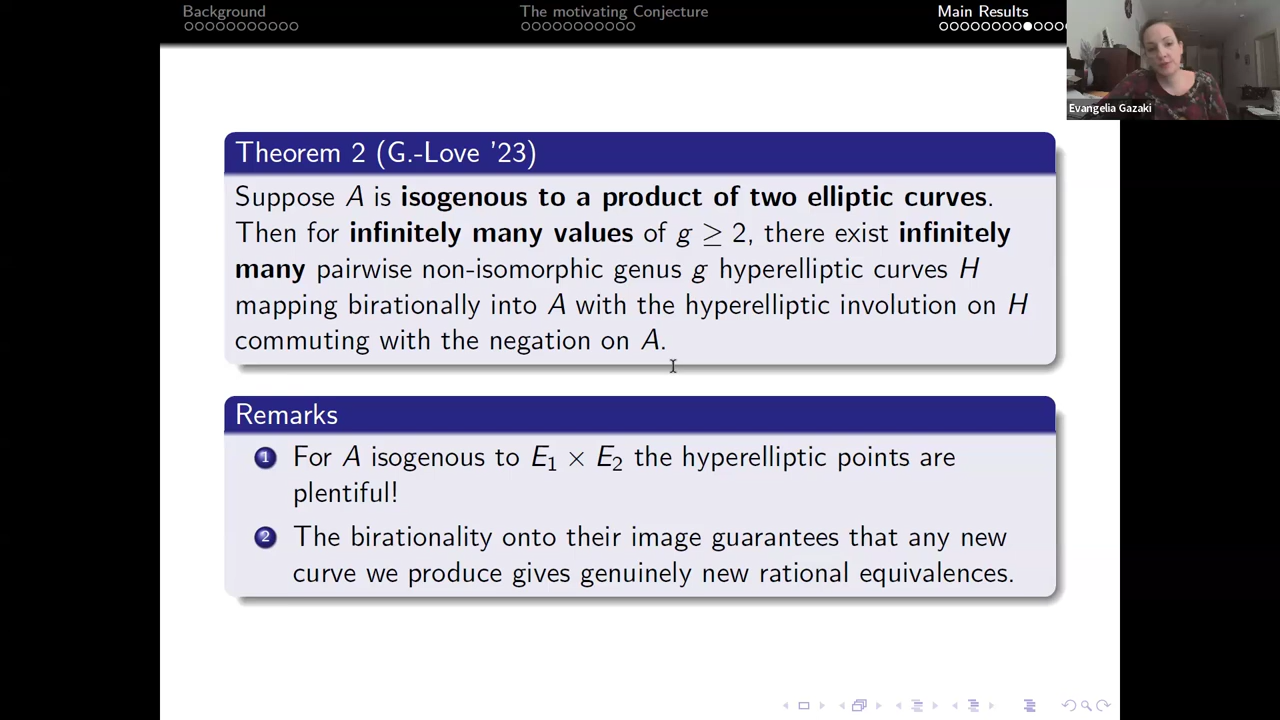 Background
The motivating Conjecture
Main Results
Evangelia Gazaki
Theorem 2 (G.-Love '23)
Suppose A is isogenous to a product of two elliptic curves.
Then for infinitely many values of g ≥ 2, there exist infinitely
many pairwise non-isomorphic genus g hyperelliptic curves H
mapping birationally into A with the hyperelliptic involution on H
commuting with the negation on A.
Remarks
1 For A isogenous to E₁ × E₂ the hyperelliptic points are
plentiful!
2 The birationality onto their image guarantees that any new
curve we produce gives genuinely new rational equivalences.